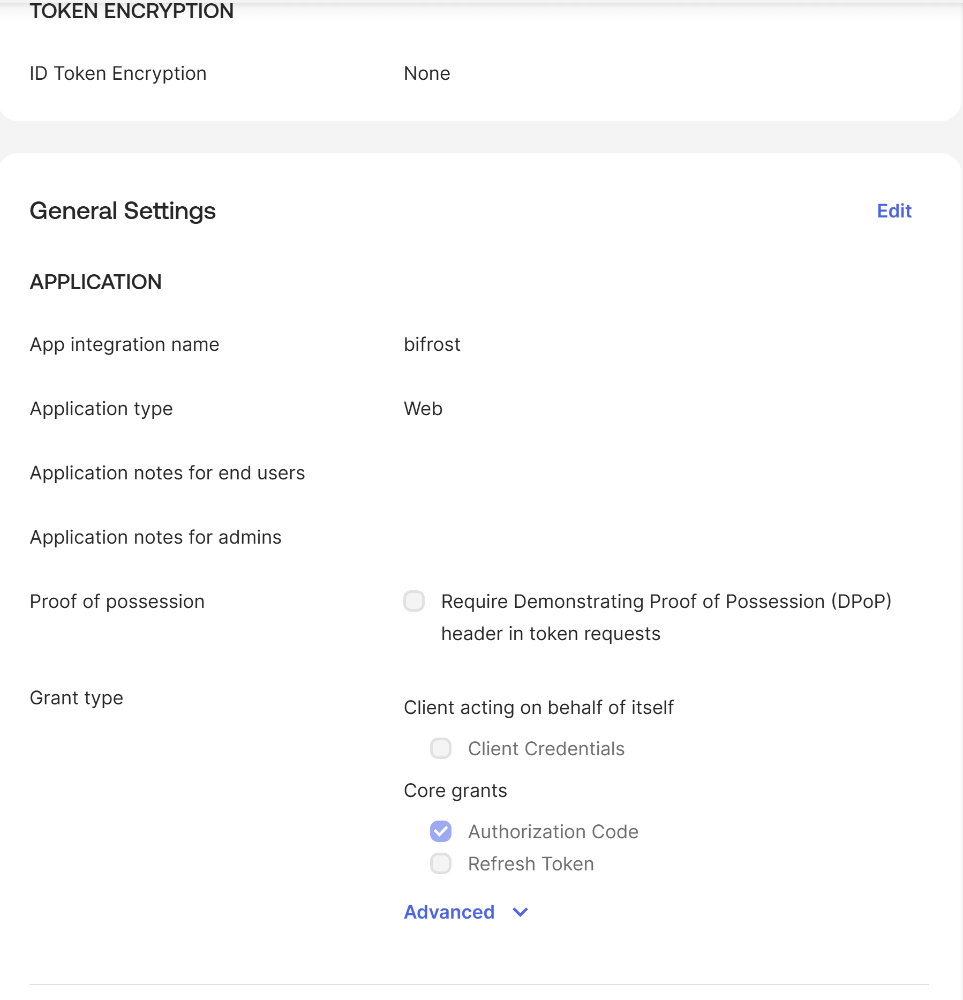 TOKEN ENCRYPTION
ID Token Encryption
None
General Settings
Edit
APPLICATION
App integration name
bifrost
Application type
Web
Application notes for end users
Application notes for admins
Proof of possession
Require Demonstrating Proof of Possession (DPoP)
header in token requests
Grant type
Client acting on behalf of itself
Client Credentials
Core grants
Authorization Code
Refresh Token
Advanced